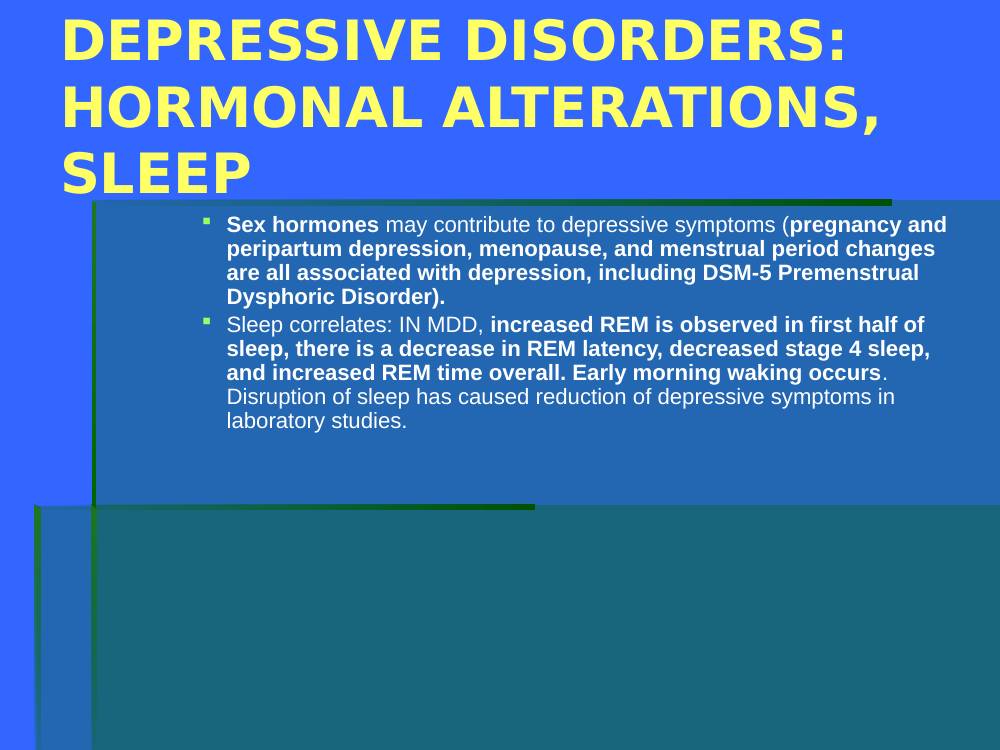 DEPRESSIVE DISORDERS:
HORMONAL ALTERATIONS,
SLEEP
▪ Sex hormones may contribute to depressive symptoms (pregnancy and
peripartum depression, menopause, and menstrual period changes
are all associated with depression, including DSM-5 Premenstrual
Dysphoric Disorder).
▪ Sleep correlates: IN MDD, increased REM is observed in first half of
sleep, there is a decrease in REM latency, decreased stage 4 sleep,
and increased REM time overall. Early morning waking occurs.
Disruption of sleep has caused reduction of depressive symptoms in
laboratory studies.